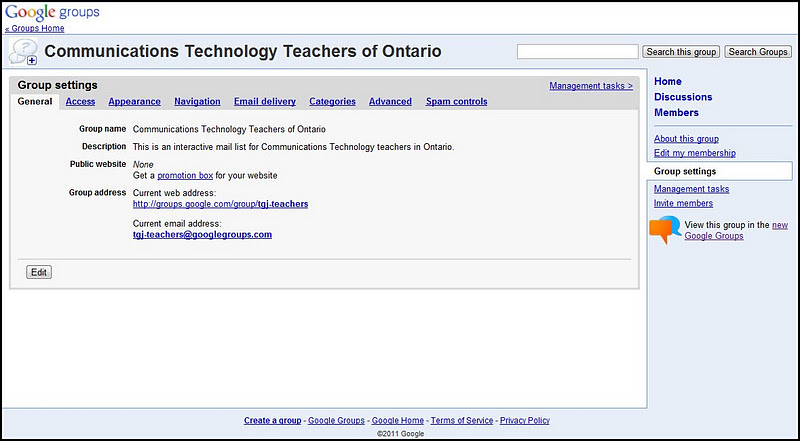 Google groups
« Groups Home
Communications Technology Teachers of Ontario
Search this group
Search Groups
Group settings
Management tasks >
General Access Appearance Navigation Email delivery Categories Advanced Spam controls
Group name Communications Technology Teachers of Ontario
Description This is an interactive mail list for Communications Technology teachers in Ontario.
Public website None
Get a promotion box for your website
Group address Current web address:
http://groups.google.com/group/tgj-teachers
Current email address:
tgj-teachers@googlegroups.com
Edit
Home
Discussions
Members
About this group
Edit my membership
Group settings
Management tasks
Invite members
View this group in the new
Google Groups
Create a group - Google Groups - Google Home - Terms of Service - Privacy Policy
©2011 Google